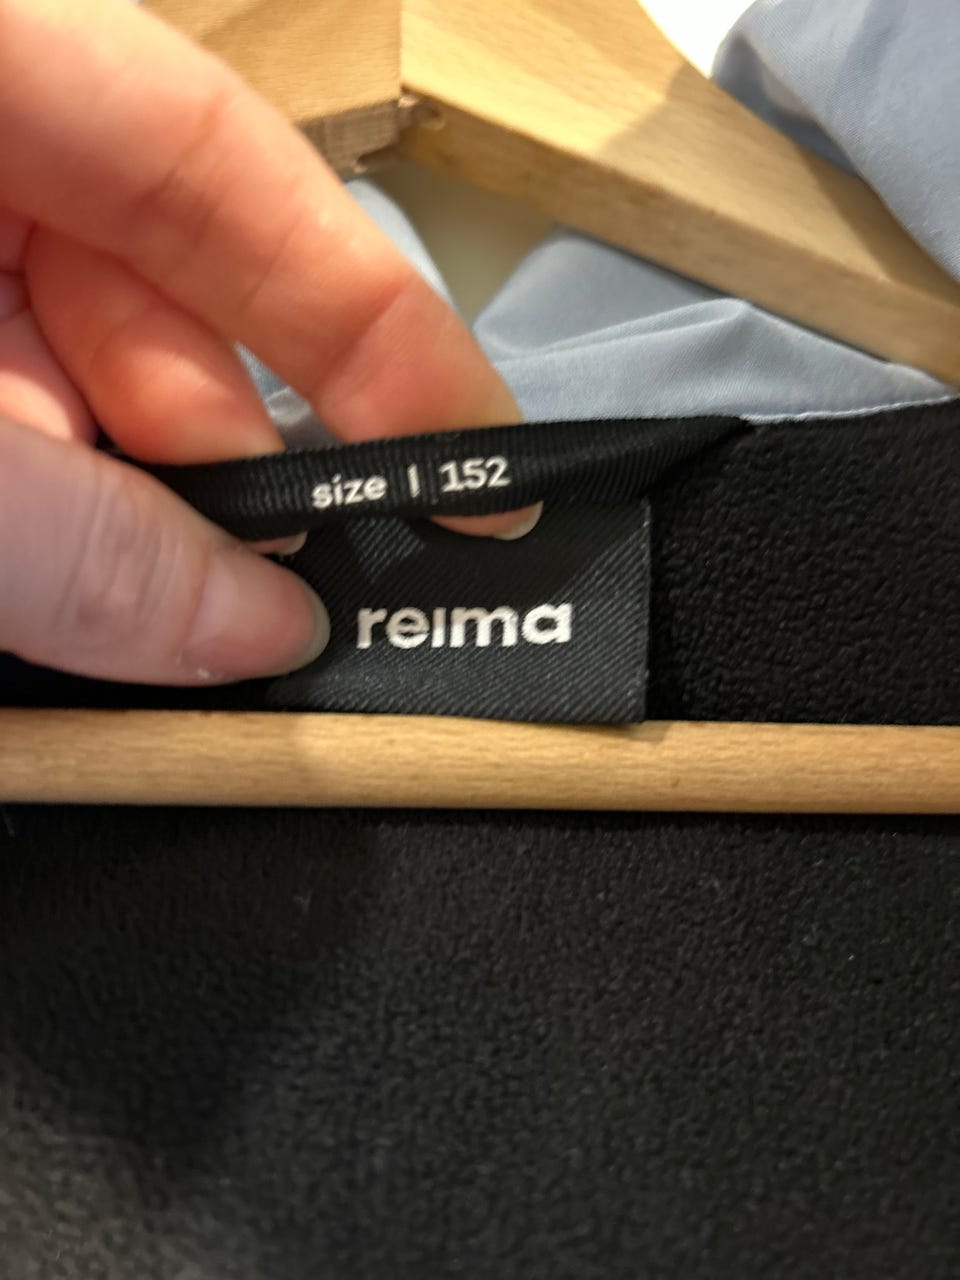 size | 152
reima